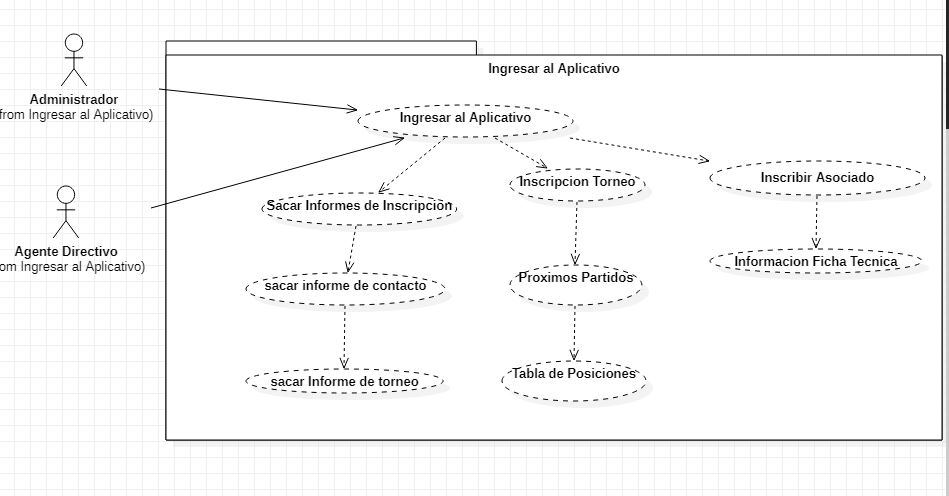 Administrador
from Ingresar al Aplicativo)
Agente Directivo
om Ingresar al Aplicativo)
Ingresar al Aplicativo
Ingresar al Aplicativo
Sacar Informes de Inscripcion
Inscripcion Torneo
Inscribir Asociado
sacar informe de contacto
Proximos Partidos
Informacion Ficha Tecnica
sacar Informe de torneo
Tabla de Posiciones